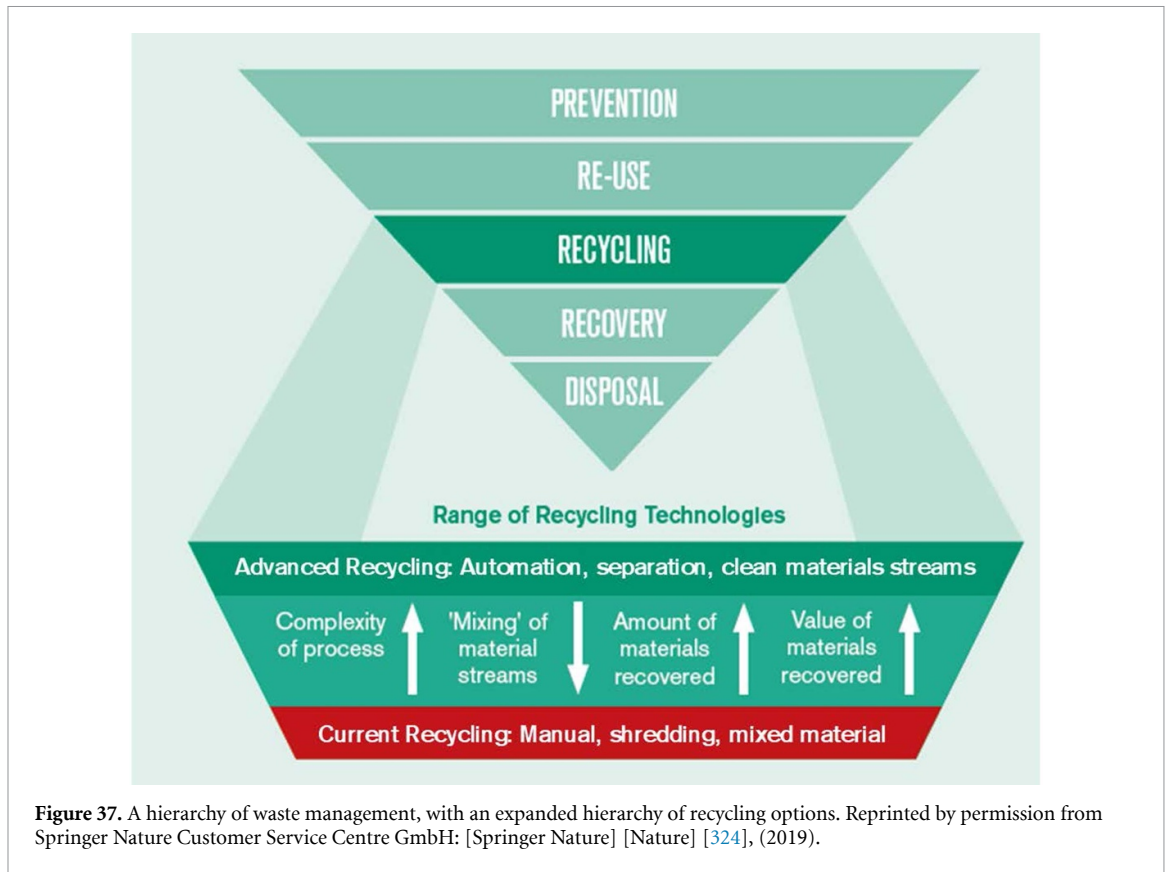 PREVENTION
RE-USE
RECYCLING
RECOVERY
DISPOSAL
Range of Recycling Technologies
Advanced Recycling: Automation, separation, clean materials streams
Complexity
of process
'Mixing' of
material
streams
Amount of
materials
recovered
Value of
materials
recovered
Current Recycling: Manual, shredding, mixed material
Figure 37. A hierarchy of waste management, with an expanded hierarchy of recycling options. Reprinted by permission from
Springer Nature Customer Service Centre GmbH: [Springer Nature] [Nature] [324], (2019).